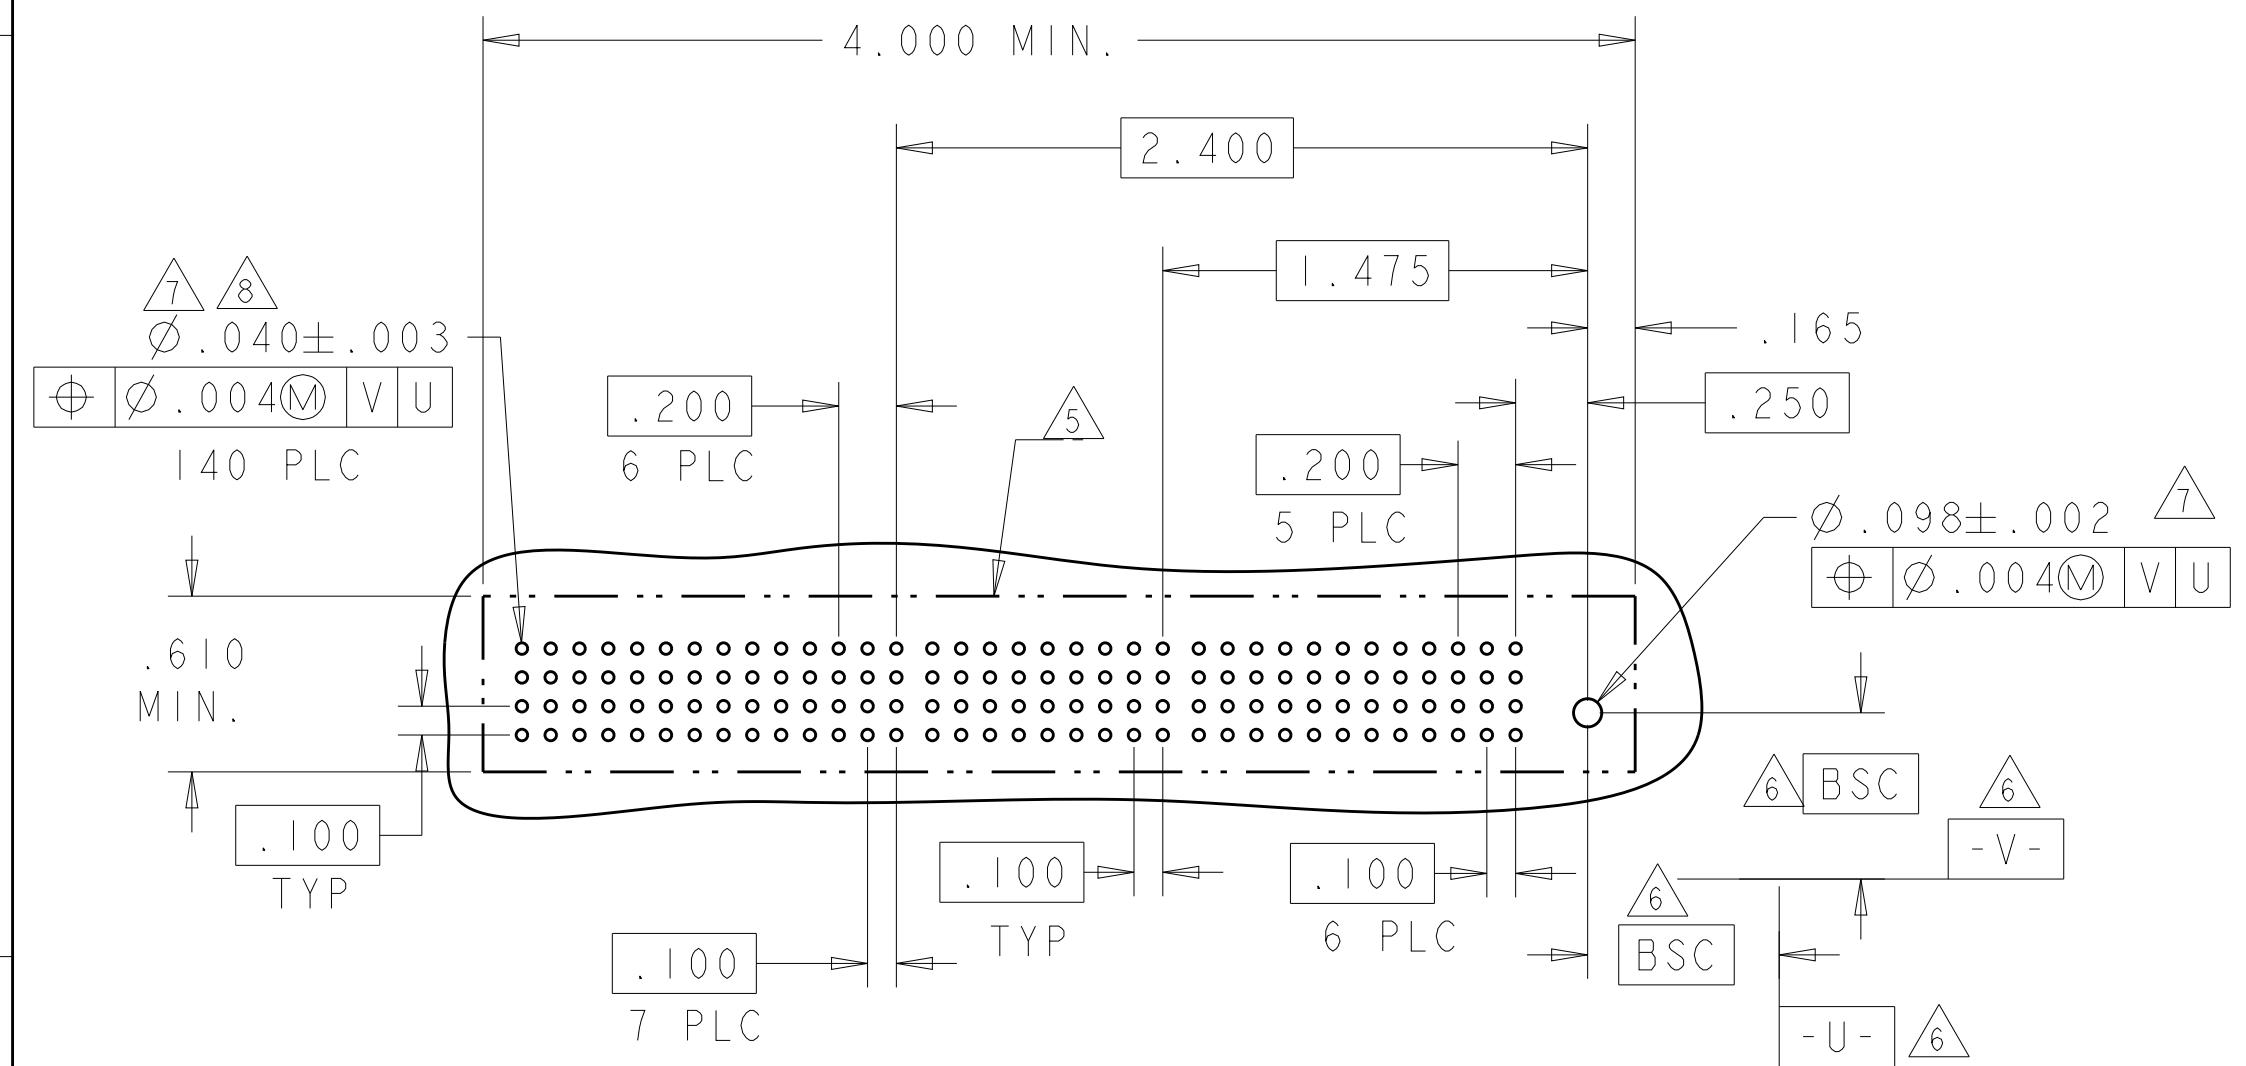 4.000 MIN.
2.400
1.475
.165
7 8
Ø.040±.003
⌖ Ø.004Ⓜ V U
140 PLC
.200
6 PLC
5
.250
.200
5 PLC
7
Ø.098±.002
⌖ Ø.004Ⓜ V U
.610
MIN.
6 BSC
6
-V-
.100
TYP
.100
TYP
.100
6 PLC
6
BSC
.100
7 PLC
-U- 6